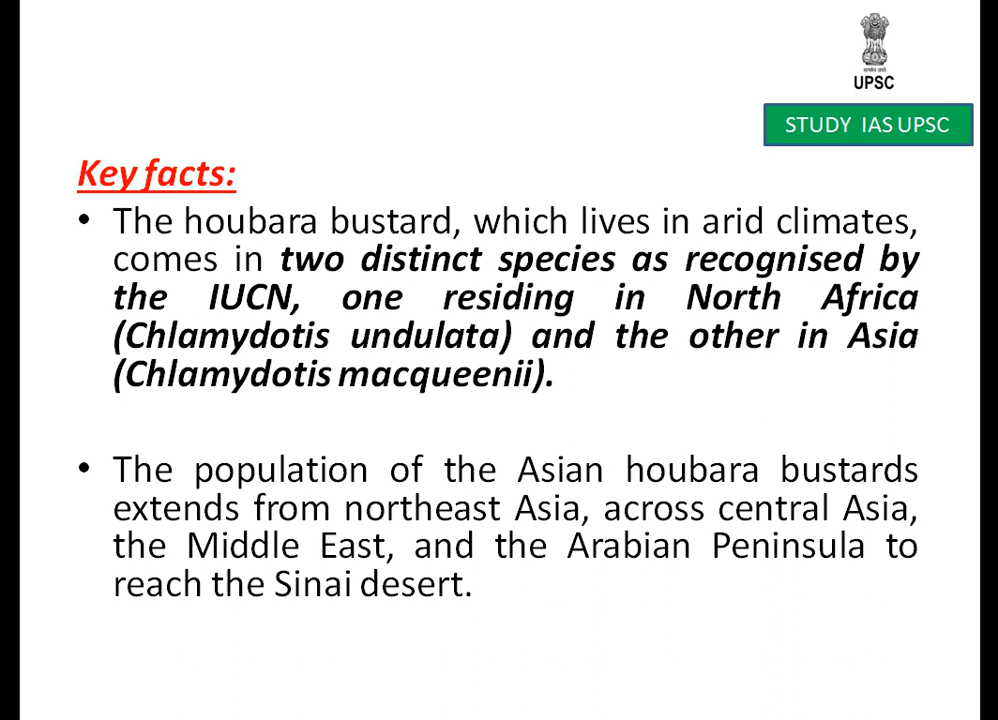 UPSC
STUDY IAS UPSC
Key facts:
• The houbara bustard, which lives in arid climates,
comes in two distinct species as recognised by
the IUCN, one residing in North Africa
(Chlamydotis undulata) and the other in Asia
(Chlamydotis macqueenii).
• The population of the Asian houbara bustards
extends from northeast Asia, across central Asia,
the Middle East, and the Arabian Peninsula to
reach the Sinai desert.